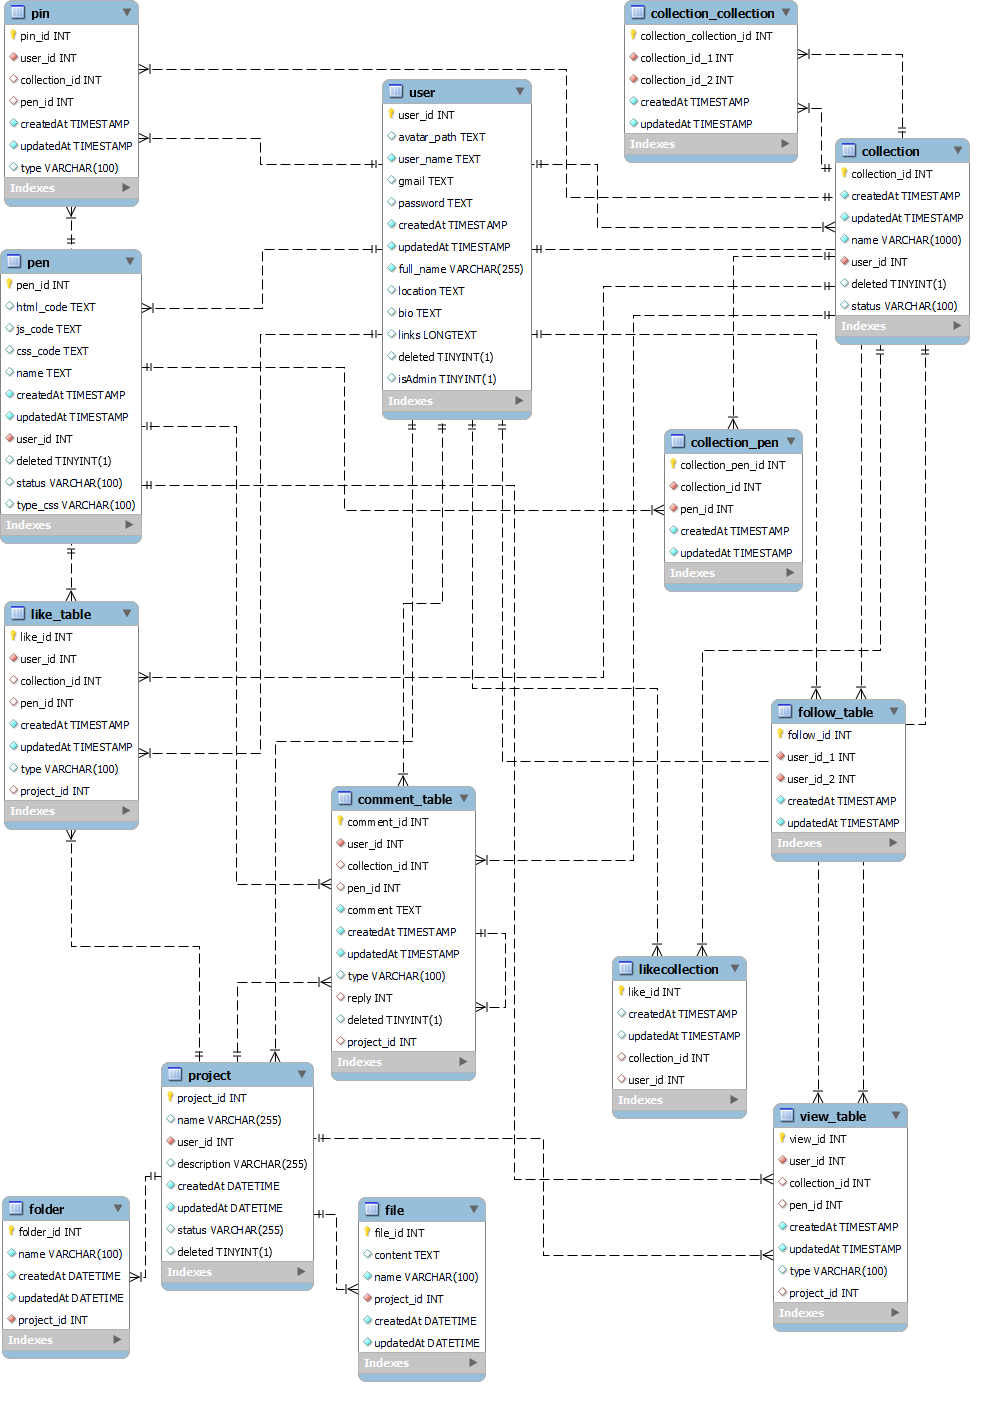 pin
pin_id INT
user_id INT
collection_id INT
pen_id INT
createdAt TIMESTAMP
updatedAt TIMESTAMP
type VARCHAR(100)
Indexes
collection_collection
collection_collection_id INT
collection_id_1 INT
collection_id_2 INT
createdAt TIMESTAMP
updatedAt TIMESTAMP
Indexes
user
user_id INT
avatar_path TEXT
user_name TEXT
gmail TEXT
password TEXT
createdAt TIMESTAMP
updatedAt TIMESTAMP
full_name VARCHAR(255)
location TEXT
bio TEXT
links LONGTEXT
deleted TINYINT(1)
isAdmin TINYINT(1)
Indexes
collection
collection_id INT
createdAt TIMESTAMP
updatedAt TIMESTAMP
name VARCHAR(1000)
user_id INT
deleted TINYINT(1)
status VARCHAR(100)
Indexes
pen
pen_id INT
html_code TEXT
js_code TEXT
css_code TEXT
name TEXT
createdAt TIMESTAMP
updatedAt TIMESTAMP
user_id INT
deleted TINYINT(1)
status VARCHAR(100)
type_css VARCHAR(100)
Indexes
collection_pen
collection_pen_id INT
collection_id INT
pen_id INT
createdAt TIMESTAMP
updatedAt TIMESTAMP
Indexes
like_table
like_id INT
user_id INT
collection_id INT
pen_id INT
createdAt TIMESTAMP
updatedAt TIMESTAMP
type VARCHAR(100)
project_id INT
Indexes
follow_table
follow_id INT
user_id_1 INT
user_id_2 INT
createdAt TIMESTAMP
updatedAt TIMESTAMP
Indexes
comment_table
comment_id INT
user_id INT
collection_id INT
pen_id INT
comment TEXT
createdAt TIMESTAMP
updatedAt TIMESTAMP
type VARCHAR(100)
reply INT
deleted TINYINT(1)
project_id INT
Indexes
likecollection
like_id INT
createdAt TIMESTAMP
updatedAt TIMESTAMP
collection_id INT
user_id INT
Indexes
project
project_id INT
name VARCHAR(255)
user_id INT
description VARCHAR(255)
createdAt DATETIME
updatedAt DATETIME
status VARCHAR(255)
deleted TINYINT(1)
Indexes
view_table
view_id INT
user_id INT
collection_id INT
pen_id INT
createdAt TIMESTAMP
updatedAt TIMESTAMP
type VARCHAR(100)
project_id INT
Indexes
folder
folder_id INT
name VARCHAR(100)
createdAt DATETIME
updatedAt DATETIME
project_id INT
Indexes
file
file_id INT
content TEXT
name VARCHAR(100)
project_id INT
createdAt DATETIME
updatedAt DATETIME
Indexes